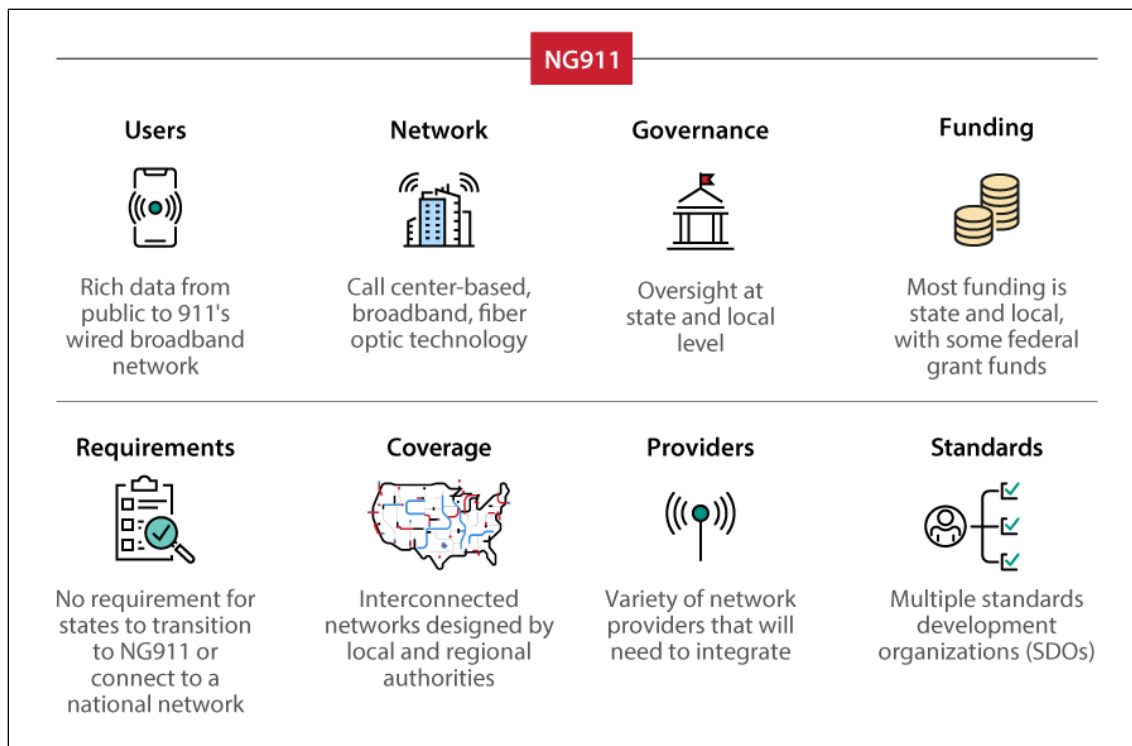 NG911
Users
Rich data from
public to 911's
wired broadband
network
Network
Call center-based,
broadband, fiber
optic technology
Governance
Oversight at
state and local
level
Funding
Most funding is
state and local,
with some federal
grant funds
Requirements
No requirement for
states to transition
to NG911 or
connect to a
national network
Coverage
Interconnected
networks designed by
local and regional
authorities
Providers
Variety of network
providers that will
need to integrate
Standards
Multiple standards
development
organizations (SDOs)